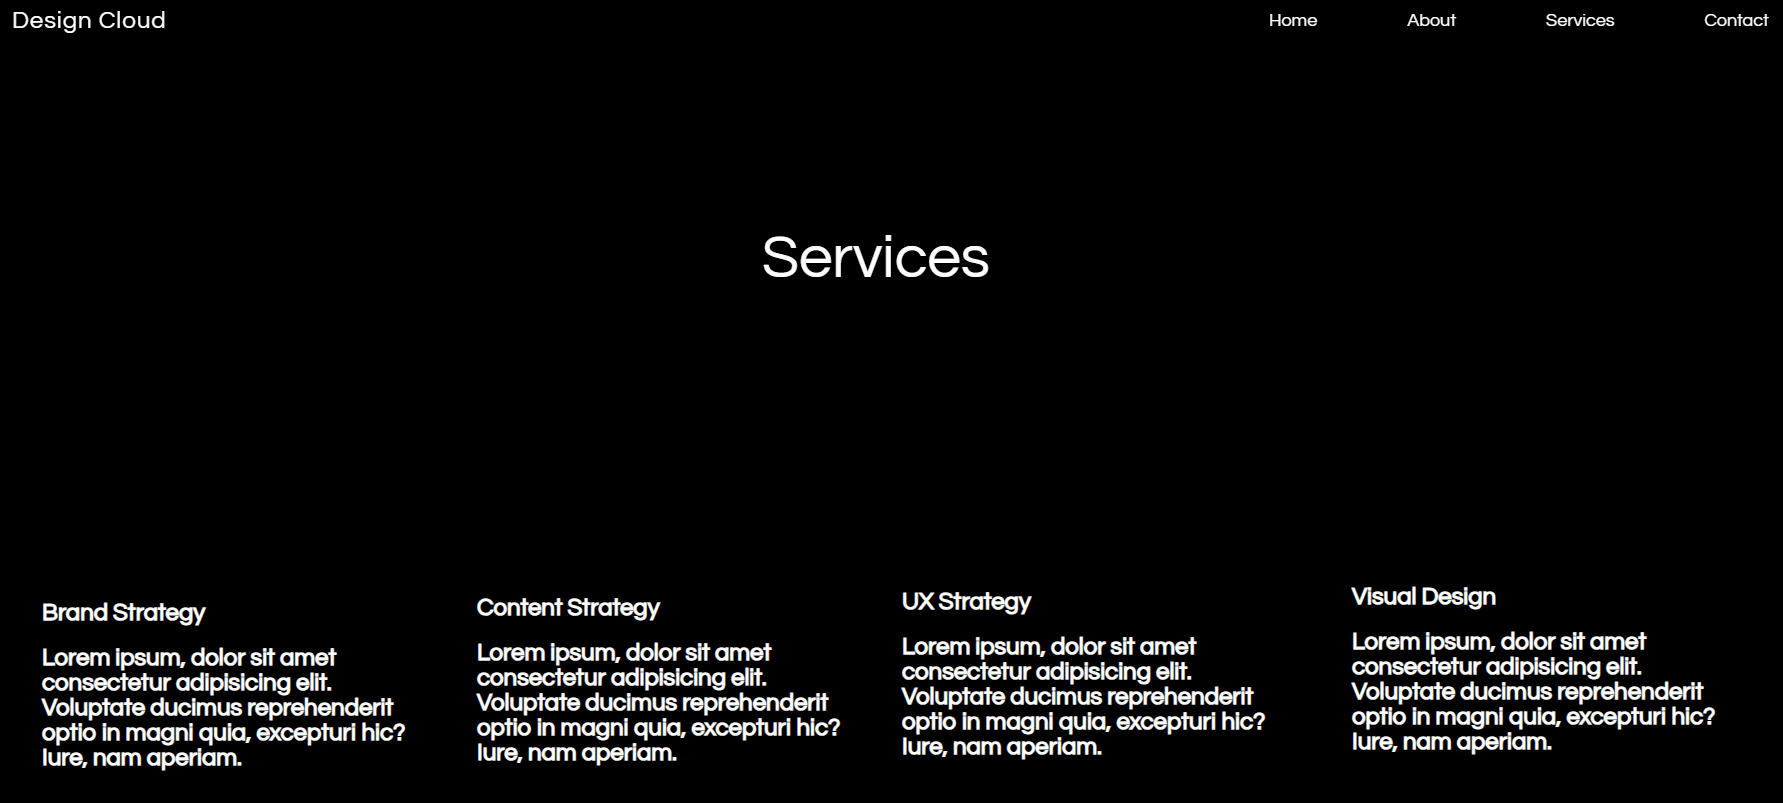 Design Cloud
Home
About
Services
Contact
Services
Brand Strategy
Lorem ipsum, dolor sit amet
consectetur adipisicing elit.
Voluptate ducimus reprehenderit
optio in magni quia, excepturi hic?
Iure, nam aperiam.
Content Strategy
Lorem ipsum, dolor sit amet
consectetur adipisicing elit.
Voluptate ducimus reprehenderit
optio in magni quia, excepturi hic?
Iure, nam aperiam.
UX Strategy
Lorem ipsum, dolor sit amet
consectetur adipisicing elit.
Voluptate ducimus reprehenderit
optio in magni quia, excepturi hic?
Iure, nam aperiam.
Visual Design
Lorem ipsum, dolor sit amet
consectetur adipisicing elit.
Voluptate ducimus reprehenderit
optio in magni quia, excepturi hic?
Iure, nam aperiam.